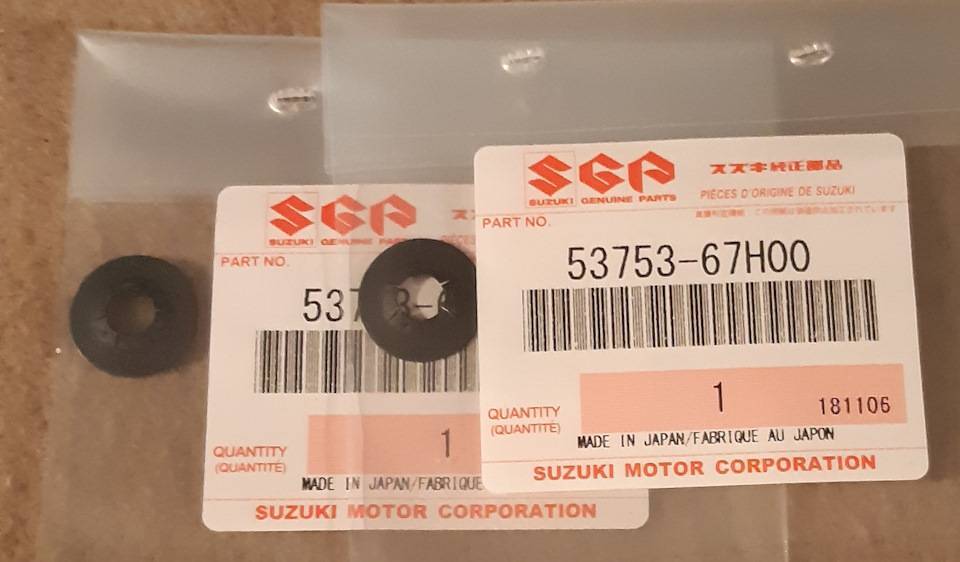 SGP
SUZUKI GENUINE PARTS
スズキ純正部品
PIÈCES D'ORIGINE DE SUZUKI
PART NO.
53753-67H00
QUANTITY
(QUANTITÉ)
1
181106
MADE IN JAPAN/FABRIQUÉ AU JAPON
SUZUKI MOTOR CORPORATION
SGP
SUZUKI GENUINE PARTS
PART NO.
537
QUANTITY
(QUANTITÉ)
1
MADE IN JAPAN/FABRIQUE
SUZUKI MOTOR CORPORATION